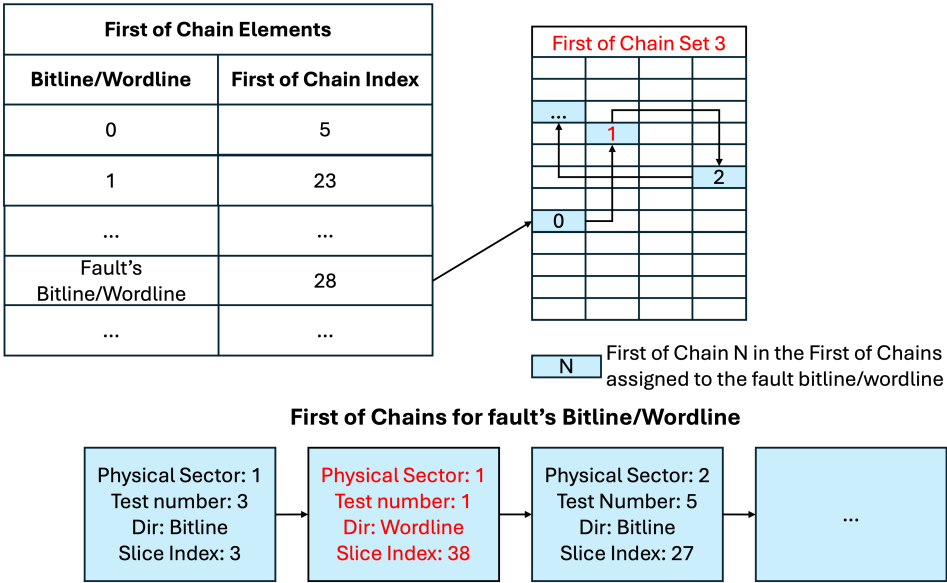 First of Chain Elements
Bitline/Wordline First of Chain Index
0 5
1 23
... ...
Fault's
Bitline/Wordline
28
... ...
First of Chain Set 3
...
1
2
0
N
First of Chain N in the First of Chains
assigned to the fault bitline/wordline
First of Chains for fault's Bitline/Wordline
Physical Sector: 1
Test number: 3
Dir: Bitline
Slice Index: 3
Physical Sector: 1
Test number: 1
Dir: Wordline
Slice Index: 38
Physical Sector: 2
Test Number: 5
Dir: Bitline
Slice Index: 27
...